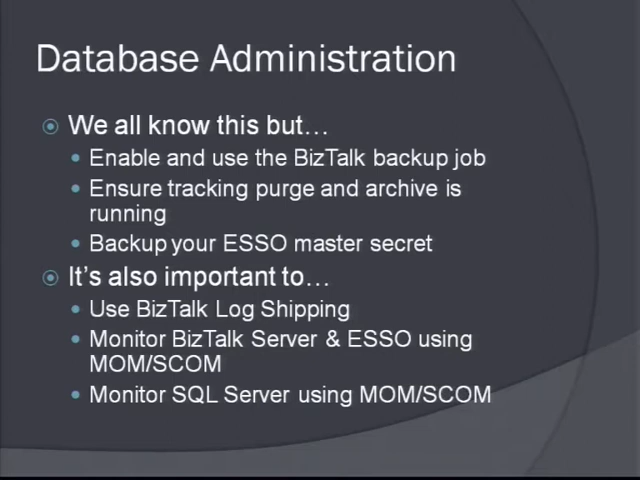 Database Administration
We all know this but…
Enable and use the BizTalk backup job
Ensure tracking purge and archive is
running
Backup your ESSO master secret
It's also important to…
Use BizTalk Log Shipping
Monitor BizTalk Server & ESSO using
MOM/SCOM
Monitor SQL Server using MOM/SCOM